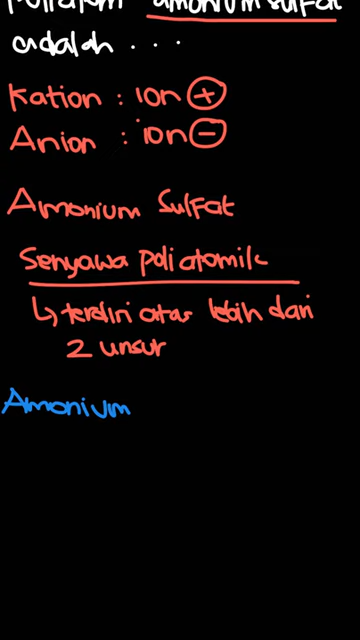 amonium sulfat
adalah ...
Kation : ion +
Anion : ion −
Amonium Sulfat
Senyawa poliatomik
↳ terdiri atas lebih dari
2 unsur
Amonium